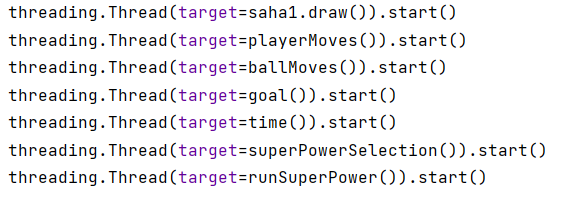 threading.Thread(target=saha1.draw()).start()
threading.Thread(target=playerMoves()).start()
threading.Thread(target=ballMoves()).start()
threading.Thread(target=goal()).start()
threading.Thread(target=time()).start()
threading.Thread(target=superPowerSelection()).start()
threading.Thread(target=runSuperPower()).start()